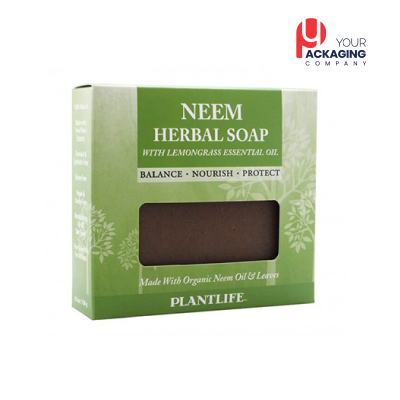 YOUR
PACKAGING
COMPANY
NEEM
HERBAL SOAP
WITH LEMONGRASS ESSENTIAL OIL
BALANCE · NOURISH · PROTECT
Made With Organic Neem Oil & Leaves
PLANTLIFE